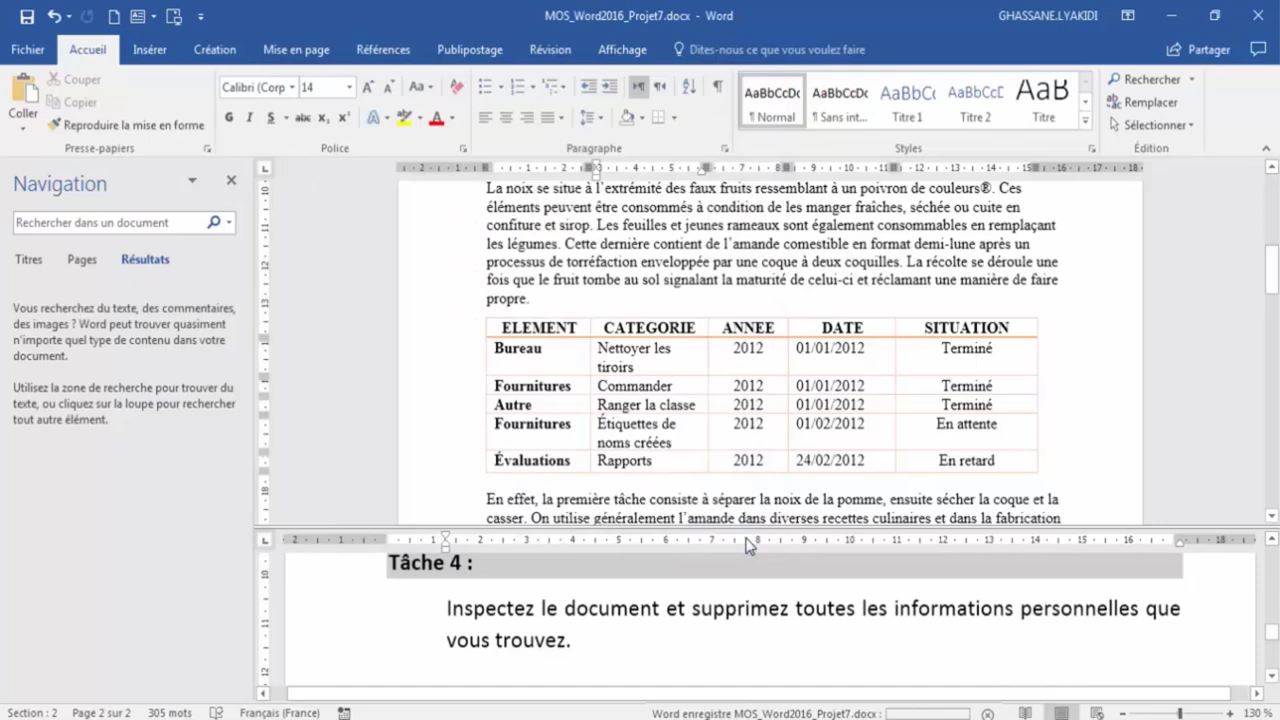 MOS_Word2016_Projet7.docx - Word
GHASSANE.LYAKIDI
Fichier Accueil Insérer Création Mise en page Références Publipostage Révision Affichage Dites-nous ce que vous voulez faire Partager
Coller
Couper
Copier
Reproduire la mise en forme
Presse-papiers
Calibri (Corp 14
G I S abc x₂ x²
Police
Paragraphe
AaBbCcDc AaBbCcDc AaBbCc AaBbCcD AaB
¶ Normal ¶ Sans int... Titre 1 Titre 2 Titre
Styles
Rechercher
Remplacer
Sélectionner
Édition
Navigation
Rechercher dans un document
Titres Pages Résultats
Vous recherchez du texte, des commentaires,
des images ? Word peut trouver quasiment
n'importe quel type de contenu dans votre
document.
Utilisez la zone de recherche pour trouver du
texte, ou cliquez sur la loupe pour rechercher
tout autre élément.
La noix se situe à l'extrémité des faux fruits ressemblant à un poivron de couleurs®. Ces
éléments peuvent être consommés à condition de les manger fraîches, séchée ou cuite en
confiture et sirop. Les feuilles et jeunes rameaux sont également consommables en remplaçant
les légumes. Cette dernière contient de l'amande comestible en format demi-lune après un
processus de torréfaction enveloppée par une coque à deux coquilles. La récolte se déroule une
fois que le fruit tombe au sol signalant la maturité de celui-ci et réclamant une manière de faire
propre.
ELEMENT CATEGORIE ANNEE DATE SITUATION
Bureau Nettoyer les 2012 01/01/2012 Terminé
tiroirs
Fournitures Commander 2012 01/01/2012 Terminé
Autre Ranger la classe 2012 01/01/2012 Terminé
Fournitures Étiquettes de 2012 01/02/2012 En attente
noms créées
Évaluations Rapports 2012 24/02/2012 En retard
En effet, la première tâche consiste à séparer la noix de la pomme, ensuite sécher la coque et la
casser. On utilise généralement l'amande dans diverses recettes culinaires et dans la fabrication
Tâche 4 :
Inspectez le document et supprimez toutes les informations personnelles que
vous trouvez.
Section : 2 Page 2 sur 2 305 mots Français (France) Word enregistre MOS_Word2016_Projet7.docx : 130 %